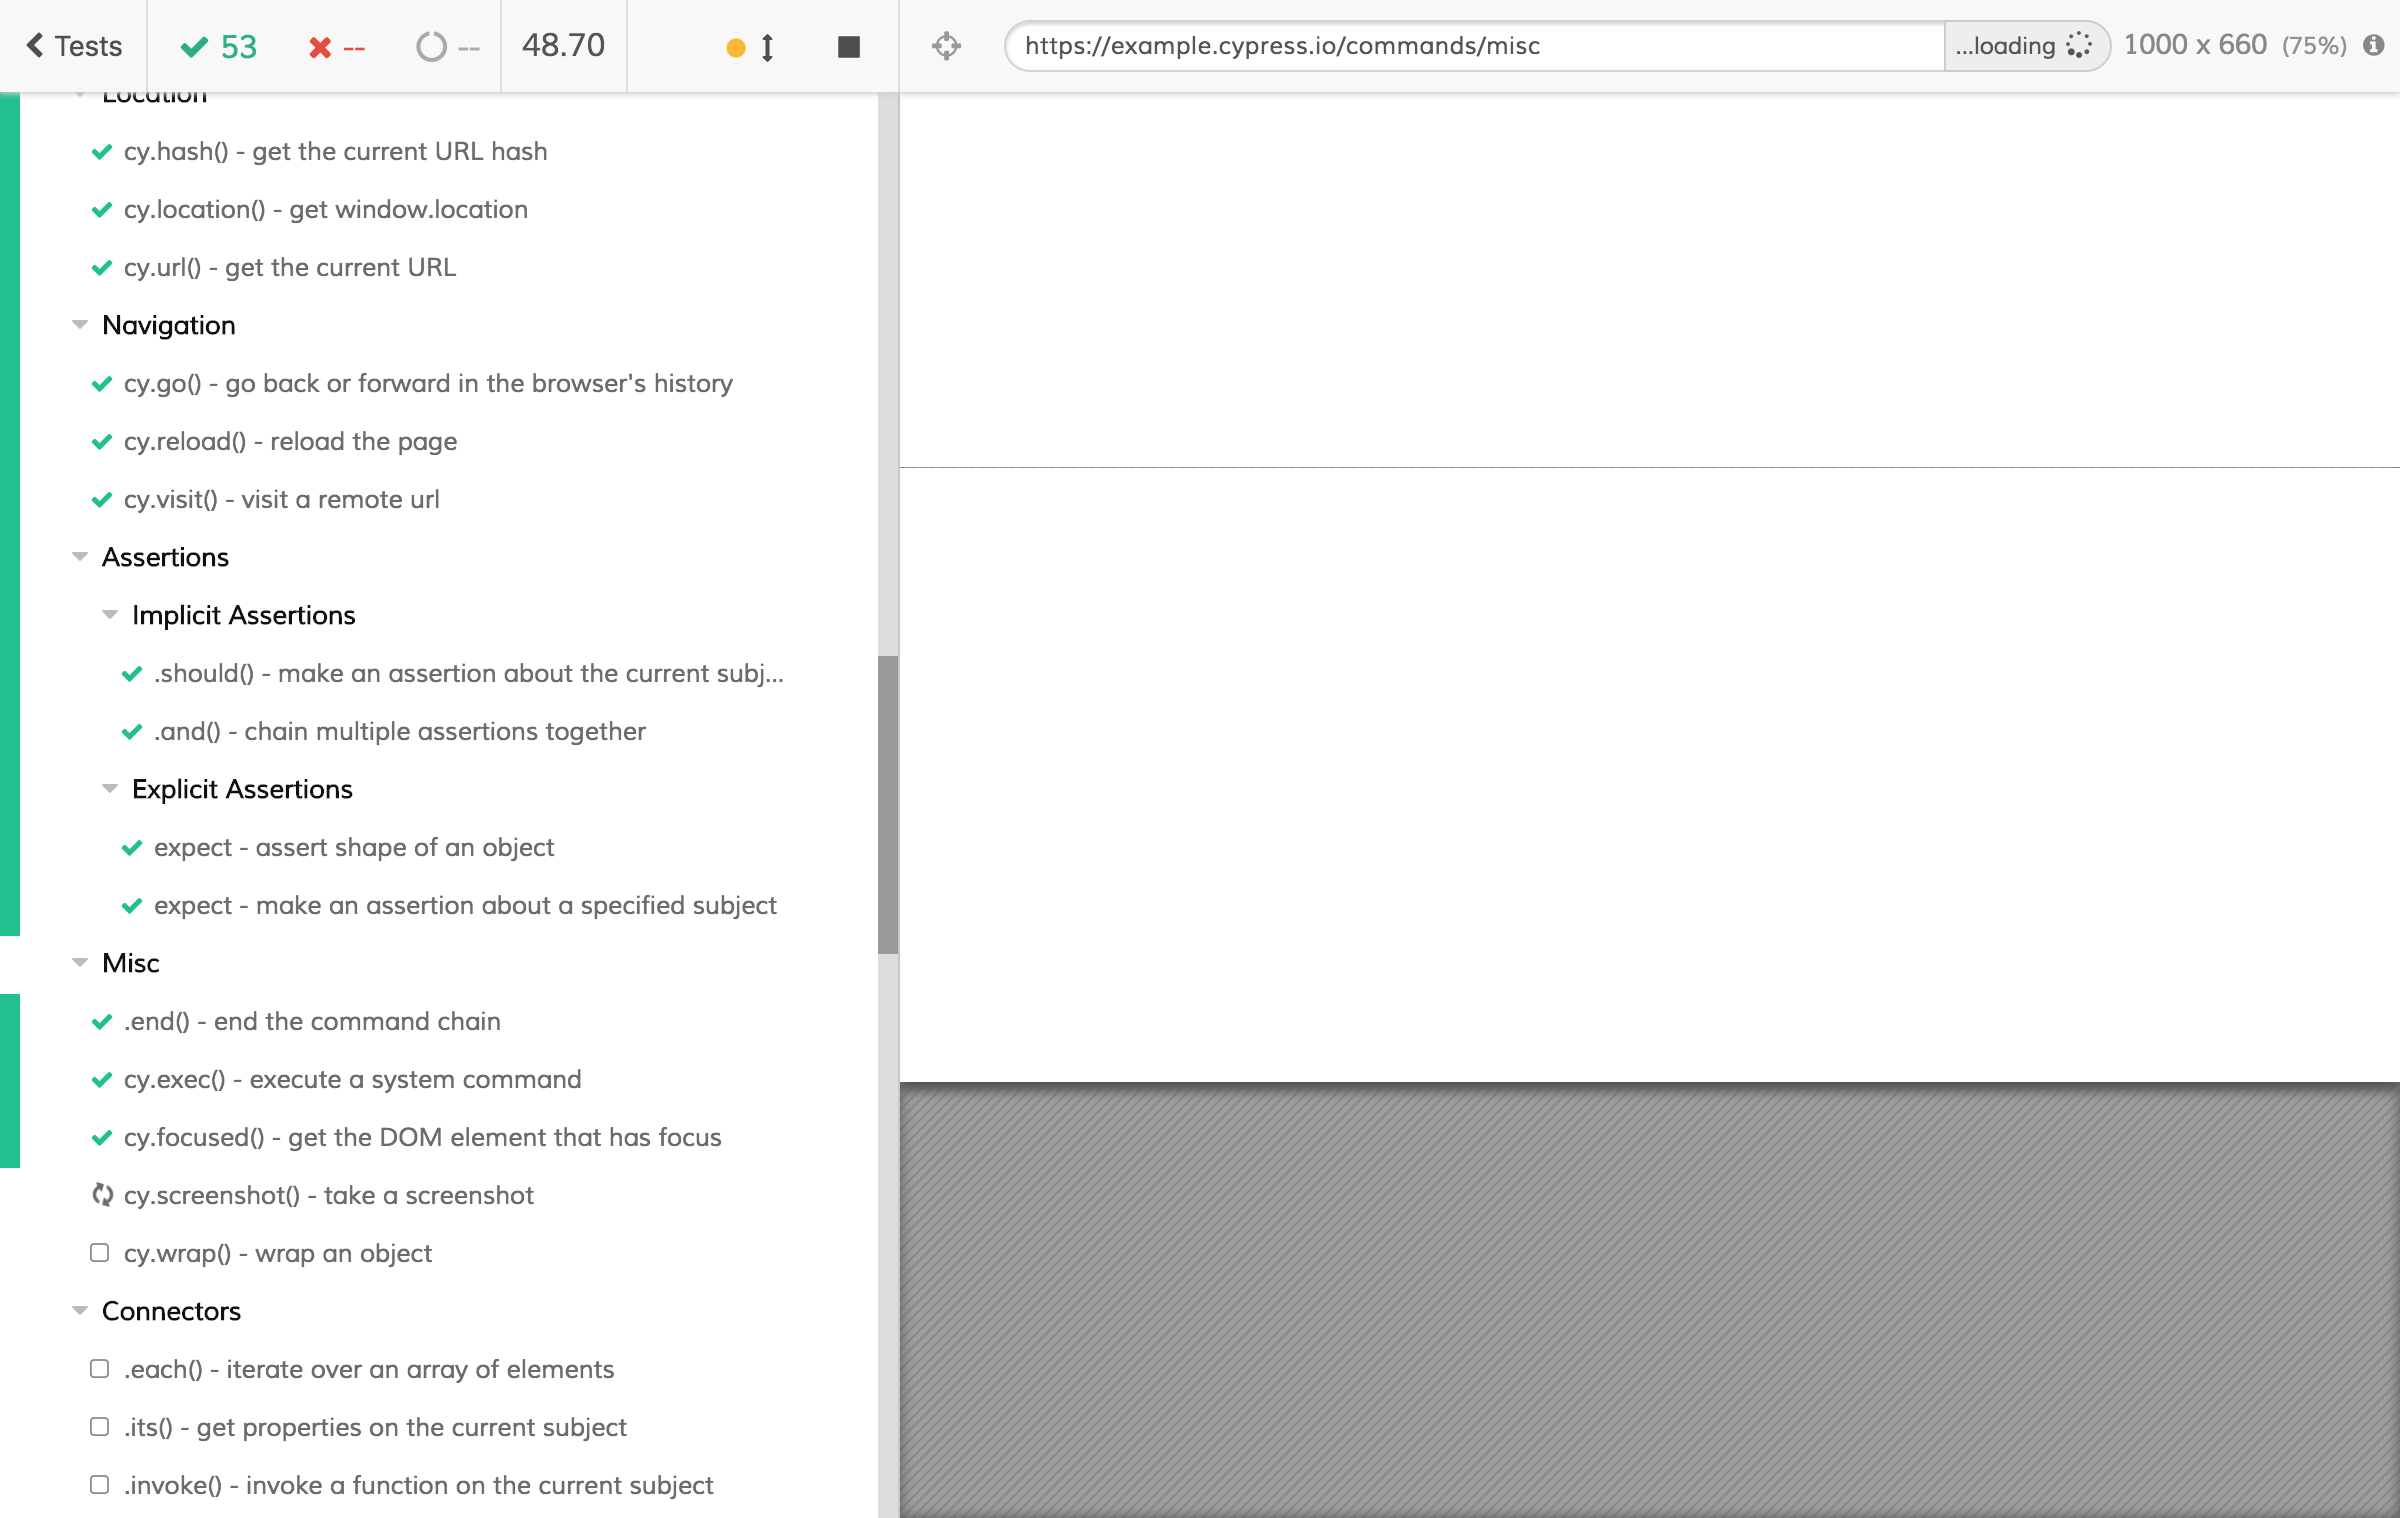 Tests 53 -- -- 48.70
https://example.cypress.io/commands/misc ...loading 1000 x 660 (75%)
Location
cy.hash() - get the current URL hash
cy.location() - get window.location
cy.url() - get the current URL
Navigation
cy.go() - go back or forward in the browser's history
cy.reload() - reload the page
cy.visit() - visit a remote url
Assertions
Implicit Assertions
.should() - make an assertion about the current subj...
.and() - chain multiple assertions together
Explicit Assertions
expect - assert shape of an object
expect - make an assertion about a specified subject
Misc
.end() - end the command chain
cy.exec() - execute a system command
cy.focused() - get the DOM element that has focus
cy.screenshot() - take a screenshot
cy.wrap() - wrap an object
Connectors
.each() - iterate over an array of elements
.its() - get properties on the current subject
.invoke() - invoke a function on the current subject